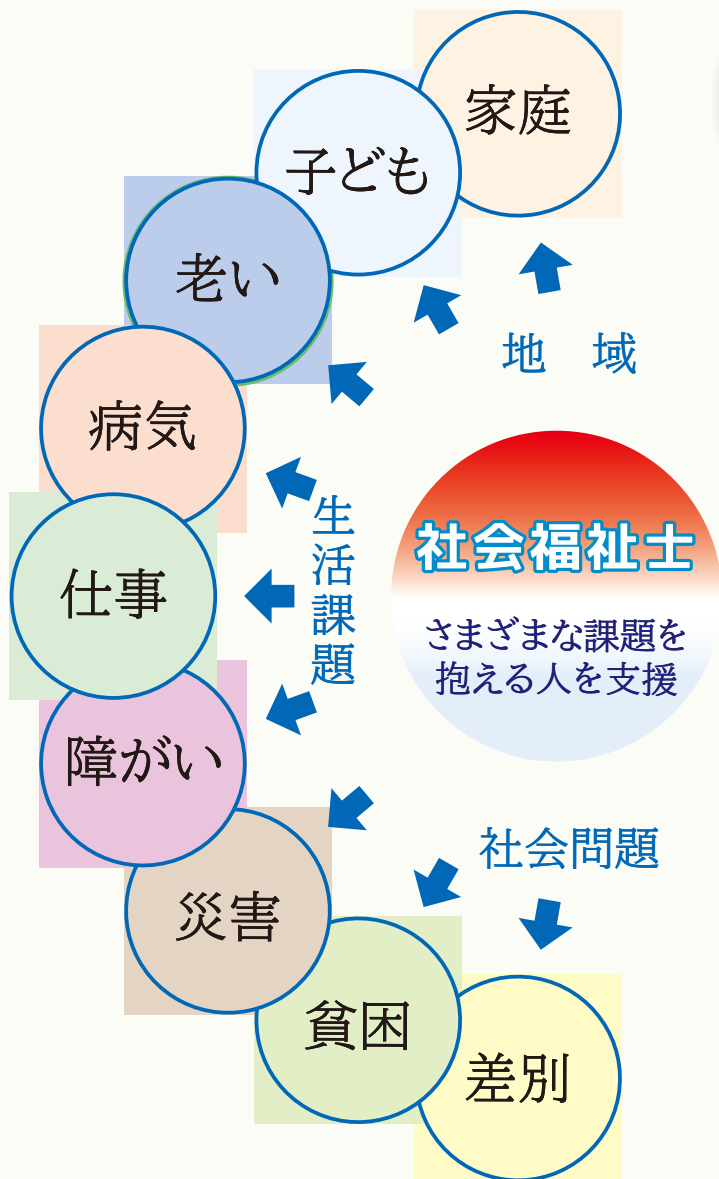 家庭
子ども
老い
病気
仕事
障がい
災害
貧困
差別
地域
生活課題
社会問題
社会福祉士
さまざまな課題を
抱える人を支援